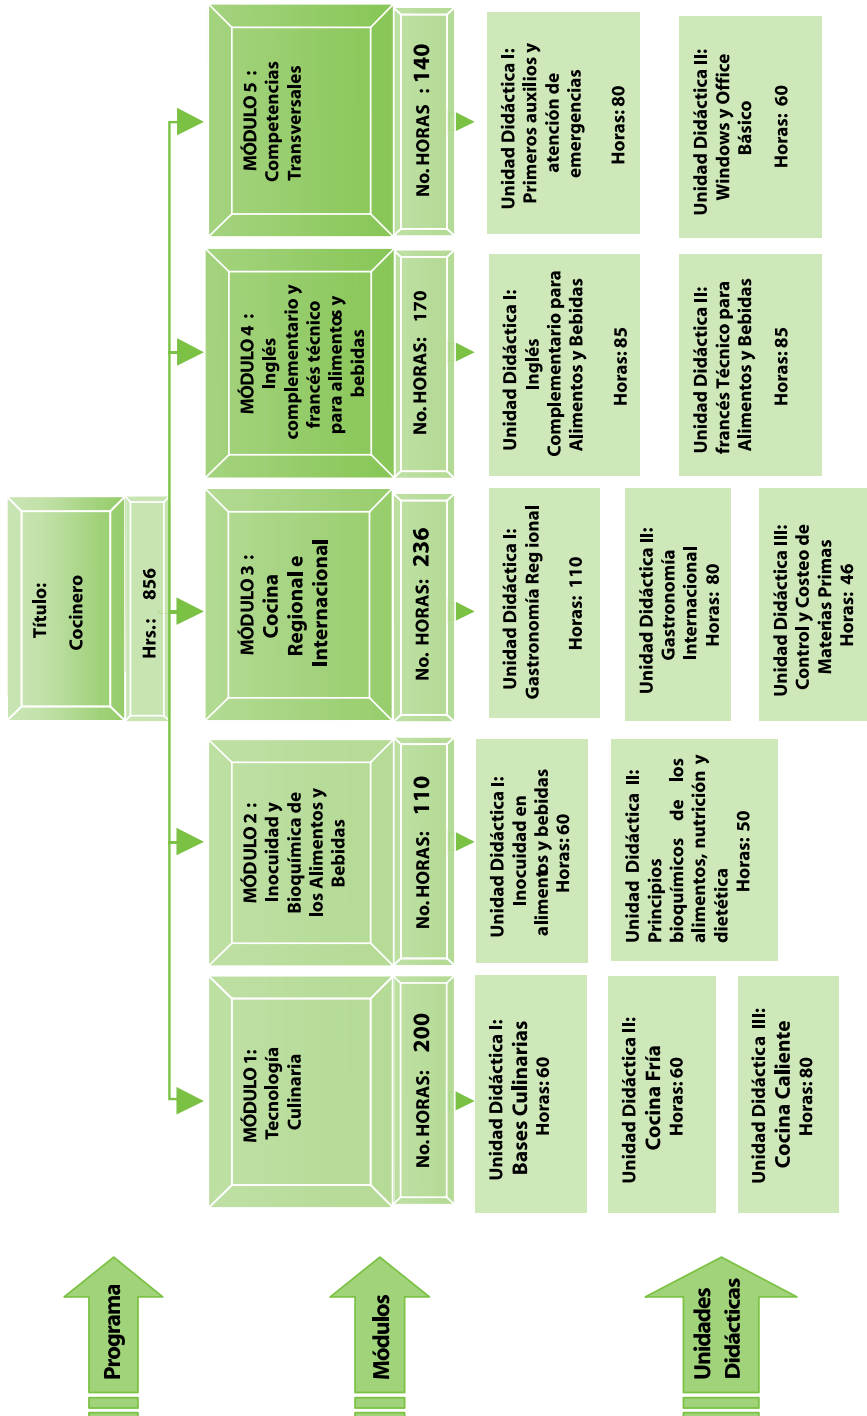 Programa
Título:
Cocinero
Hrs.: 856
Módulos
MÓDULO 1:
Tecnología
Culinaria
No. HORAS: 200
MÓDULO 2 :
Inocuidad y
Bioquímica de
los Alimentos y
Bebidas
No. HORAS: 110
MÓDULO 3 :
Cocina
Regional e
Internacional
No. HORAS: 236
MÓDULO 4 :
Inglés
complementario y
francés técnico
para alimentos y
bebidas
No. HORAS: 170
MÓDULO 5 :
Competencias
Transversales
No. HORAS : 140
Unidades
Didácticas
Unidad Didáctica I:
Bases Culinarias
Horas: 60
Unidad Didáctica II:
Cocina Fría
Horas: 60
Unidad Didáctica III:
Cocina Caliente
Horas: 80
Unidad Didáctica I:
Inocuidad en
alimentos y bebidas
Horas: 60
Unidad Didáctica II:
Principios
bioquímicos de los
alimentos, nutrición y
dietética
Horas: 50
Unidad Didáctica I:
Gastronomía Reg ional
Horas: 110
Unidad Didáctica II:
Gastronomía
Internacional
Horas: 80
Unidad Didáctica III:
Control y Costeo de
Materias Primas
Horas: 46
Unidad Didáctica I:
Inglés
Complementario para
Alimentos y Bebidas
Horas: 85
Unidad Didáctica II:
francés Técnico para
Alimentos y Bebidas
Horas: 85
Unidad Didáctica I:
Primeros auxilios y
atención de
emergencias
Horas: 80
Unidad Didáctica II:
Windows y Office
Básico
Horas: 60